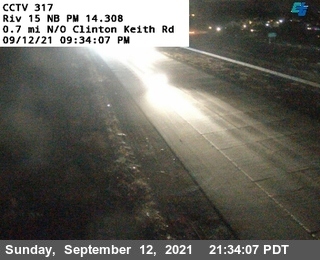 CCTV 317
Riv 15 NB PM 14.308
0.7 mi N/O Clinton Keith Rd
09/12/21 09:34:07 PM
Sunday, September 12, 2021 21:34:07 PDT